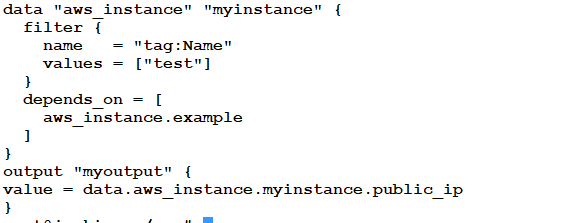 data "aws_instance" "myinstance" {
  filter {
    name   = "tag:Name"
    values = ["test"]
  }
  depends_on = [
    aws_instance.example
  ]
}
output "myoutput" {
value = data.aws_instance.myinstance.public_ip
}